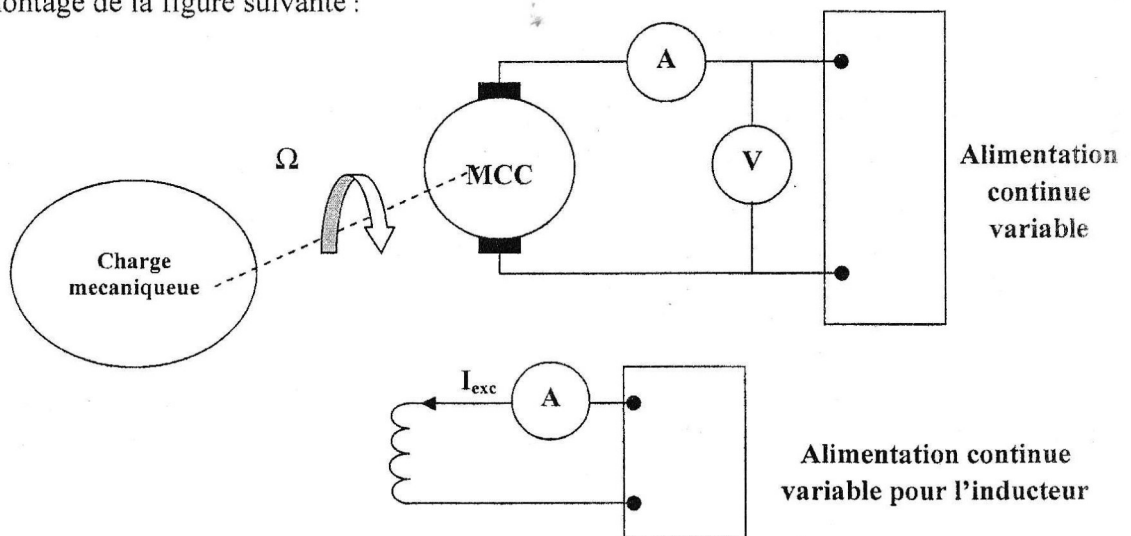 montage de la figure suivante :
A
Ω
V
MCC
Alimentation
continue
variable
Charge
mecaniqueue
I_exc
A
Alimentation continue
variable pour l'inducteur